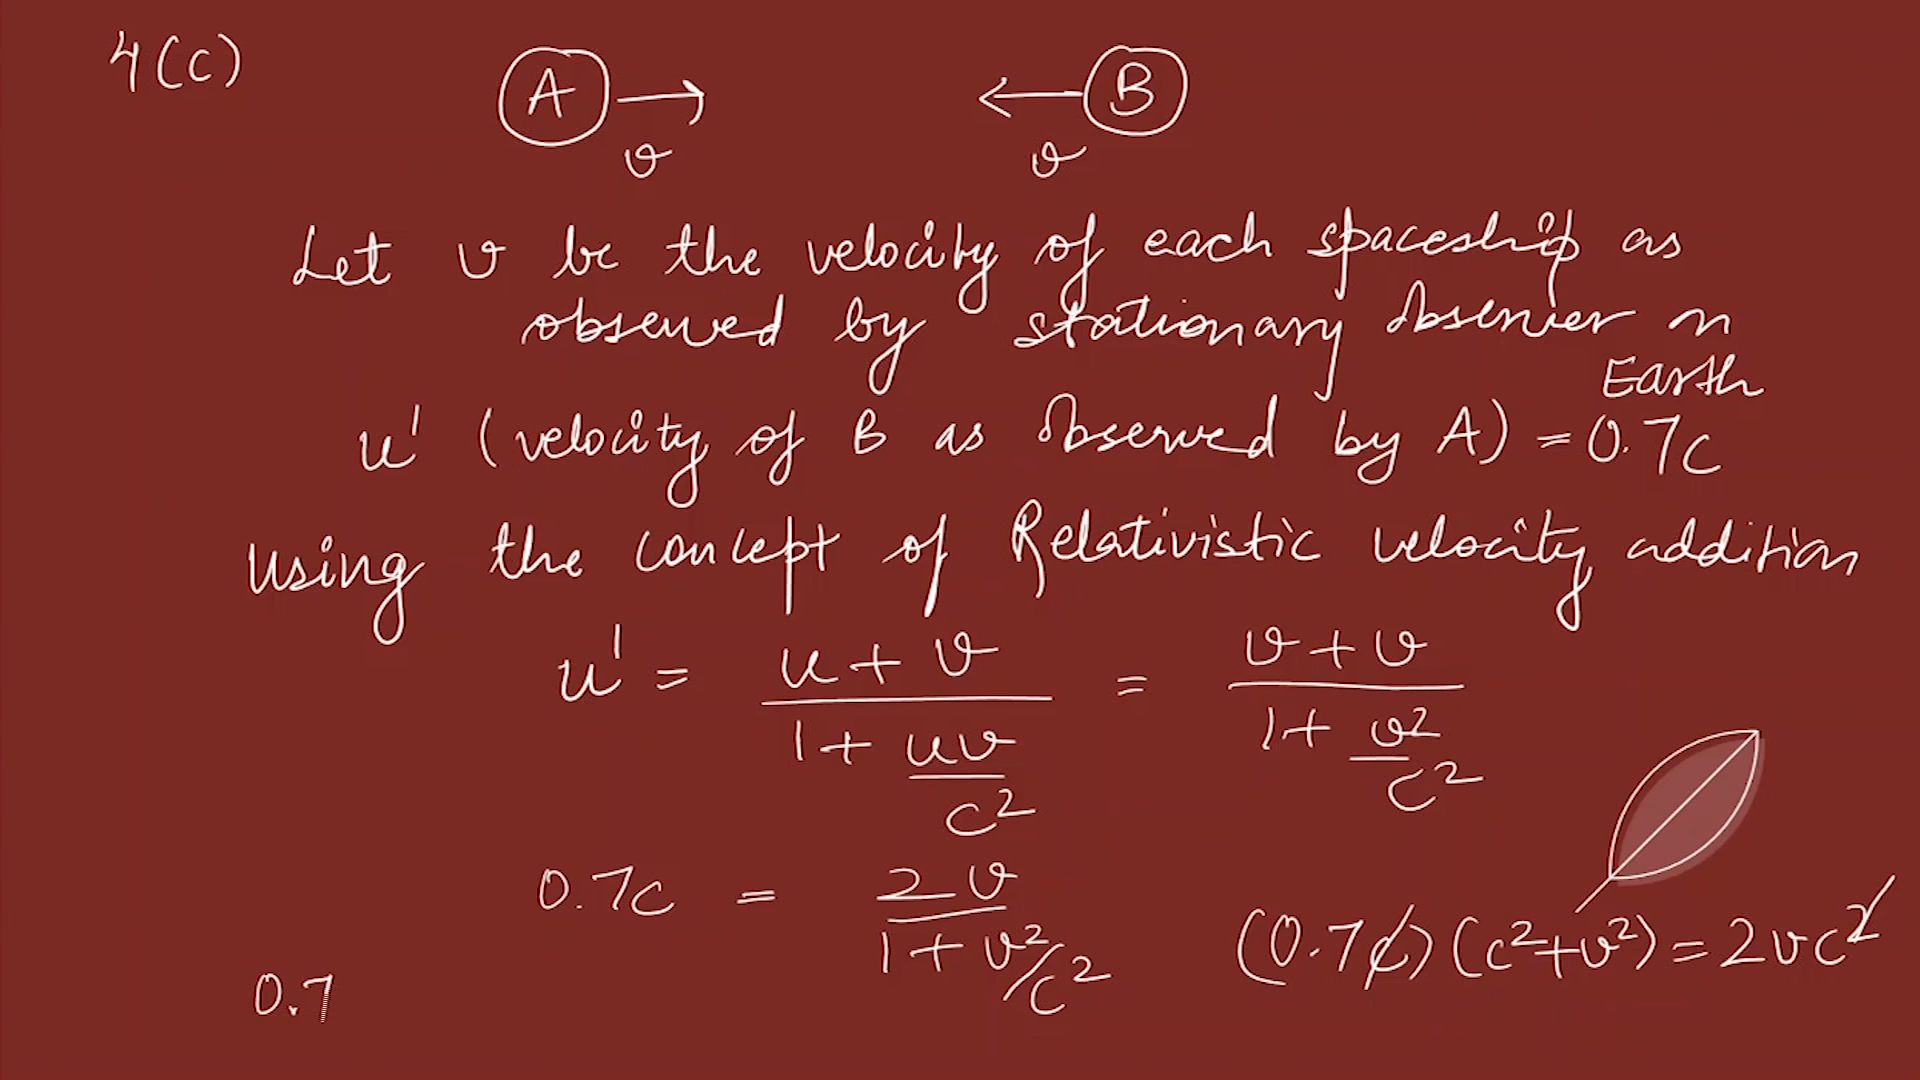 4(c) A B
v v
Let v be the velocity of each spaceship as
observed by stationary observer on
Earth
u' (velocity of B as observed by A) = 0.7c
using the concept of Relativistic velocity addition
u' = (u + v)/(1 + uv/c²) = (v + v)/(1 + v²/c²)
0.7c = 2v/(1 + v²/c²) (0.7c)(c²+v²) = 2vc²
0.7